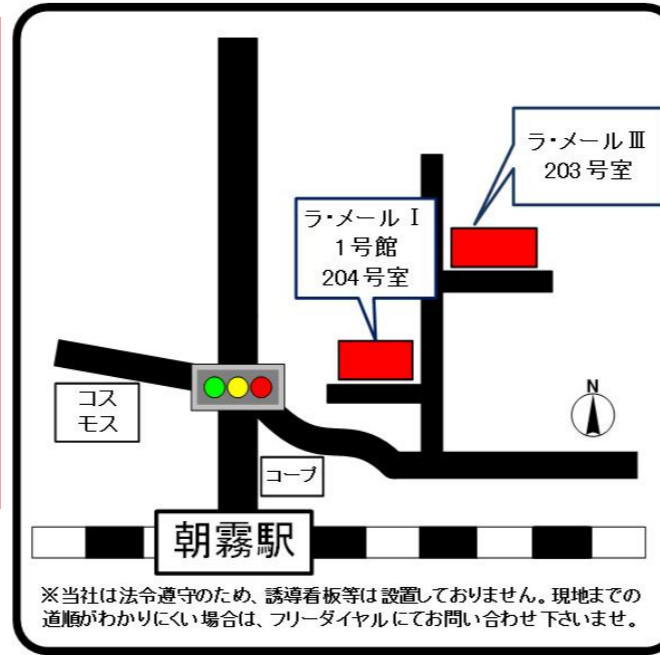 ラ・メールⅢ
203号室
ラ・メールⅠ
1号館
204号室
コス
モス
N
コープ
朝霧駅
※当社は法令遵守のため、誘導看板等は設置しておりません。現地までの
道順がわかりにくい場合は、フリーダイヤルにてお問い合わせ下さいませ。